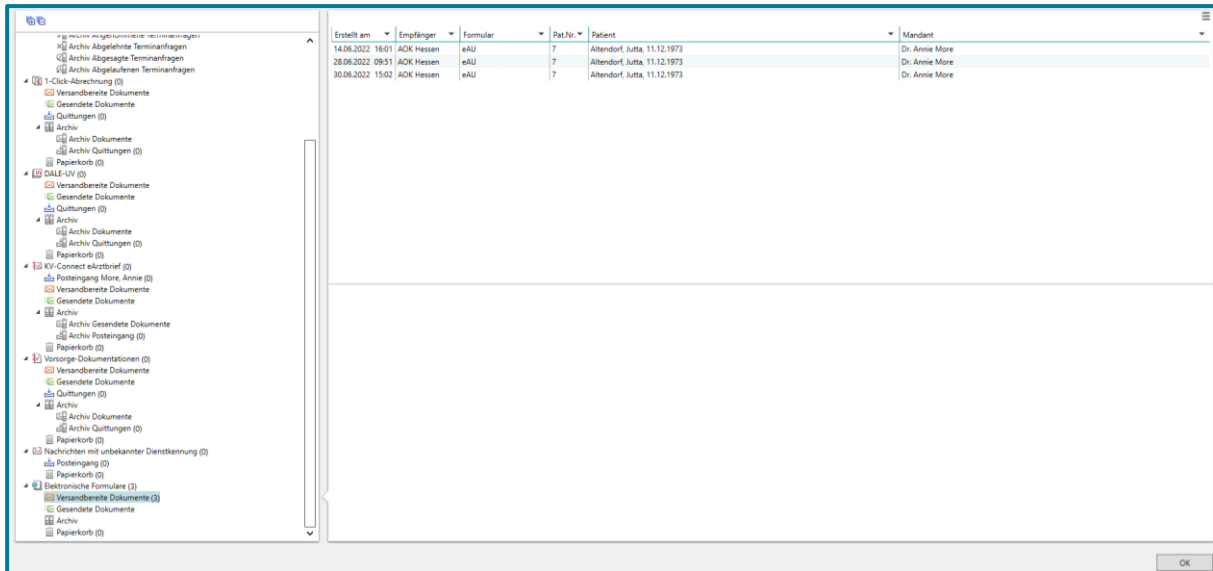 Archiv Angenommene Terminanfragen
Archiv Abgelehnte Terminanfragen
Archiv Abgesagte Terminanfragen
Archiv Abgelaufenen Terminanfragen
1-Click-Abrechnung (0)
Versandbereite Dokumente
Gesendete Dokumente
Quittungen (0)
Archiv
Archiv Dokumente
Archiv Quittungen (0)
Papierkorb (0)
DALE-UV (0)
Versandbereite Dokumente
Gesendete Dokumente
Quittungen (0)
Archiv
Archiv Dokumente
Archiv Quittungen (0)
Papierkorb (0)
KV-Connect eArztbrief (0)
Posteingang More, Annie (0)
Versandbereite Dokumente
Gesendete Dokumente
Archiv
Archiv Gesendete Dokumente
Archiv Posteingang (0)
Papierkorb (0)
Vorsorge-Dokumentationen (0)
Versandbereite Dokumente
Gesendete Dokumente
Quittungen (0)
Archiv
Archiv Dokumente
Archiv Quittungen (0)
Papierkorb (0)
Nachrichten mit unbekannter Dienstkennung (0)
Posteingang (0)
Papierkorb (0)
Elektronische Formulare (3)
Versandbereite Dokumente (3)
Gesendete Dokumente
Archiv
Papierkorb (0)
Erstellt am Empfänger Formular Pat.Nr. Patient Mandant
14.06.2022 16:01 AOK Hessen eAU 7 Altendorf, Jutta, 11.12.1973 Dr. Annie More
28.06.2022 09:51 AOK Hessen eAU 7 Altendorf, Jutta, 11.12.1973 Dr. Annie More
30.06.2022 15:02 AOK Hessen eAU 7 Altendorf, Jutta, 11.12.1973 Dr. Annie More
OK